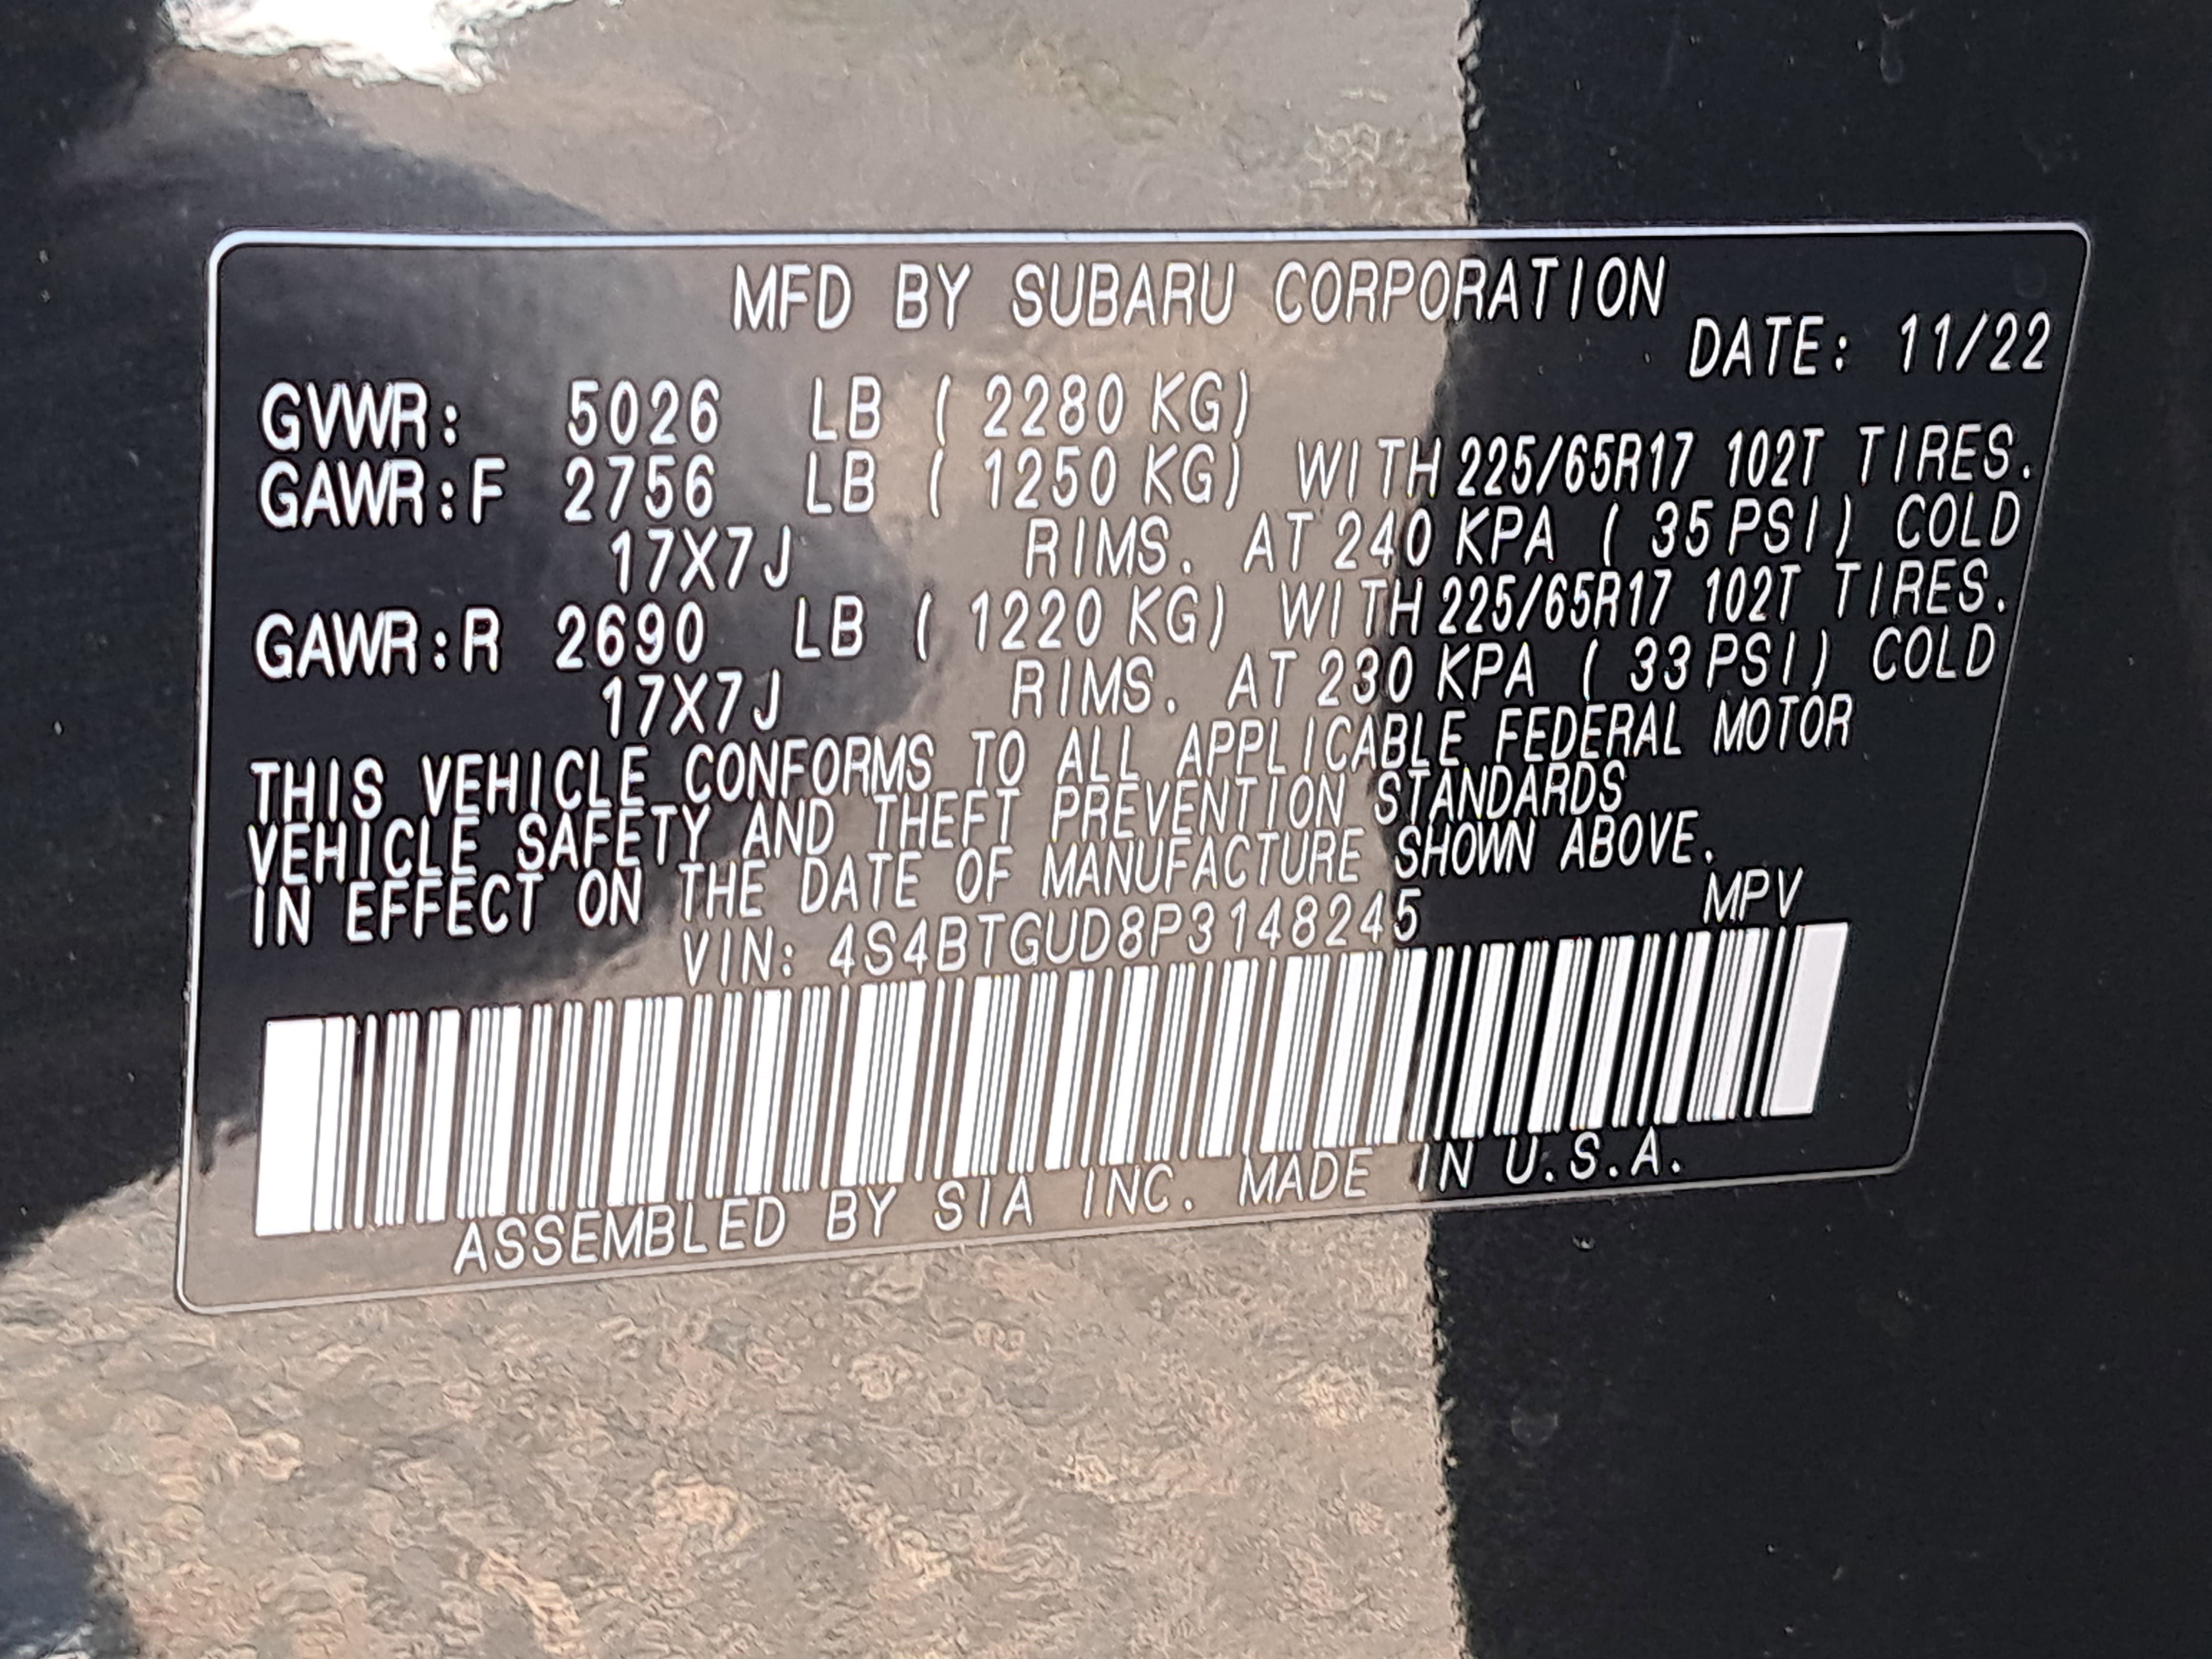 MFD BY SUBARU CORPORATION
DATE: 11/22
GVWR: 5026 LB ( 2280 KG)
GAWR:F 2756 LB ( 1250 KG) WITH 225/65R17 102T TIRES.
17X7J RIMS. AT 240 KPA ( 35 PSI) COLD
GAWR:R 2690 LB ( 1220 KG) WITH 225/65R17 102T TIRES.
17X7J RIMS. AT 230 KPA ( 33 PSI) COLD
THIS VEHICLE CONFORMS TO ALL APPLICABLE FEDERAL MOTOR
VEHICLE SAFETY AND THEFT PREVENTION STANDARDS
IN EFFECT ON THE DATE OF MANUFACTURE SHOWN ABOVE.
VIN: 4S4BTGUD8P3148245 MPV
ASSEMBLED BY SIA INC. MADE IN U.S.A.